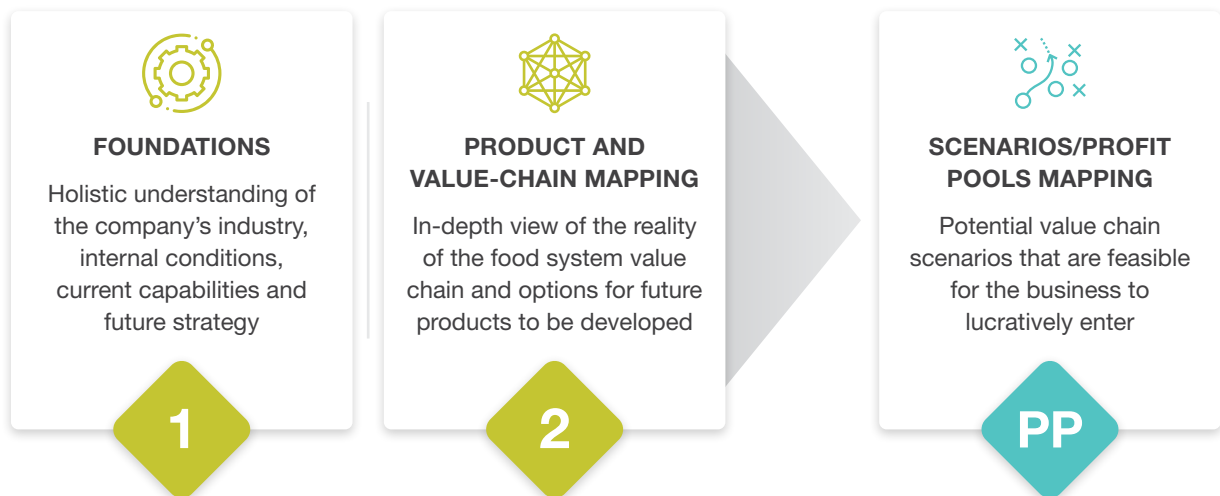 FOUNDATIONS
Holistic understanding of
the company’s industry,
internal conditions,
current capabilities and
future strategy
1
PRODUCT AND
VALUE-CHAIN MAPPING
In-depth view of the reality
of the food system value
chain and options for future
products to be developed
2
SCENARIOS/PROFIT
POOLS MAPPING
Potential value chain
scenarios that are feasible
for the business to
lucratively enter
PP